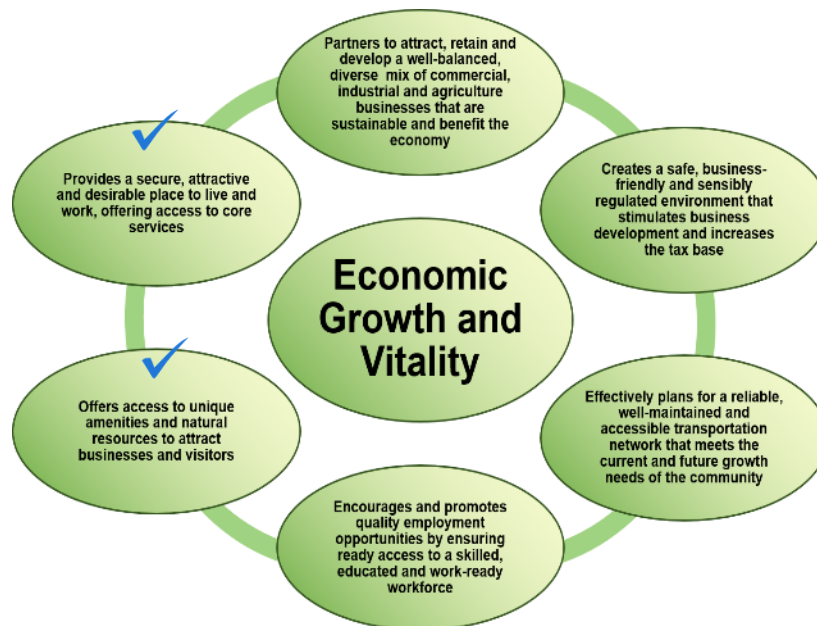 Partners to attract, retain and
develop a well-balanced,
diverse mix of commercial,
industrial and agriculture
businesses that are
sustainable and benefit the
economy
Provides a secure, attractive
and desirable place to live and
work, offering access to core
services
Creates a safe, business-
friendly and sensibly
regulated environment that
stimulates business
development and increases
the tax base
Economic
Growth and
Vitality
Offers access to unique
amenities and natural
resources to attract
businesses and visitors
Effectively plans for a reliable,
well-maintained and
accessible transportation
network that meets the
current and future growth
needs of the community
Encourages and promotes
quality employment
opportunities by ensuring
ready access to a skilled,
educated and work-ready
workforce